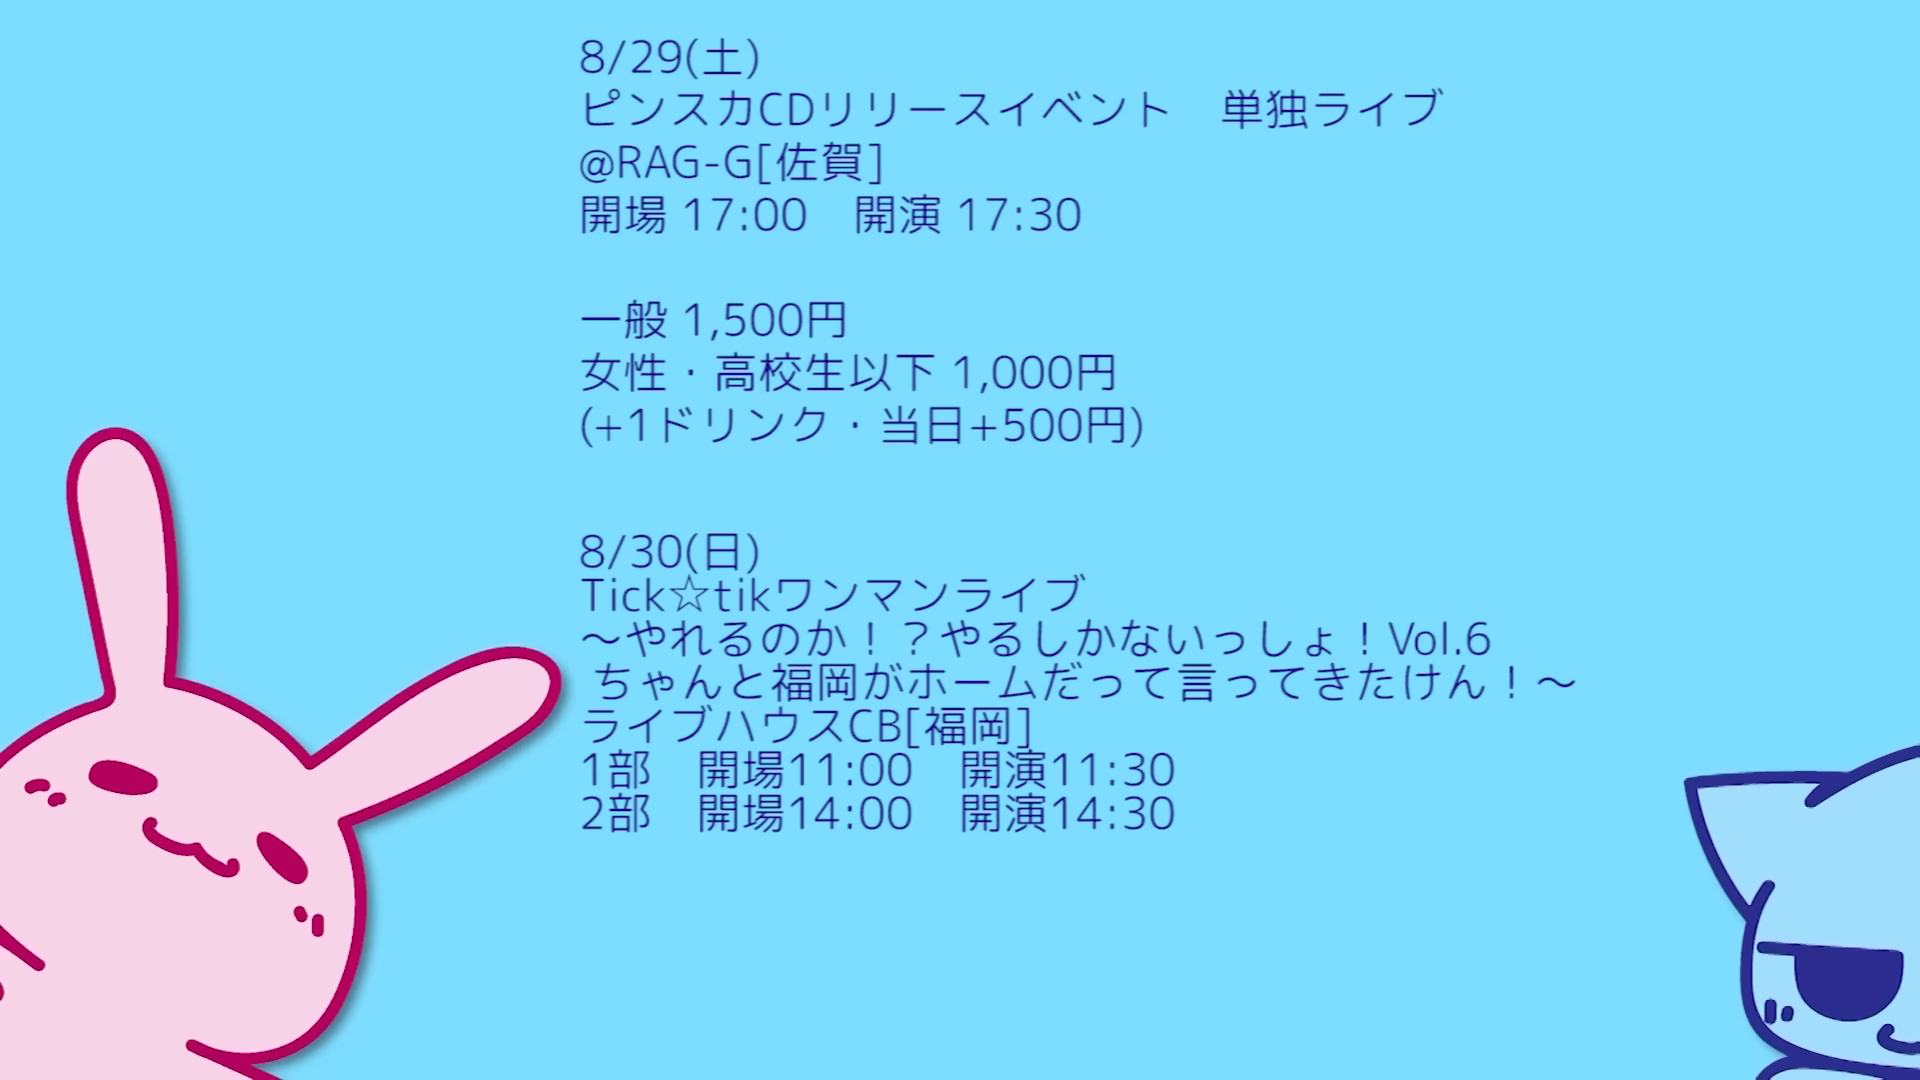 8/29(土)
ピンスカCDリリースイベント　単独ライブ
@RAG-G[佐賀]
開場 17:00　開演 17:30
一般 1,500円
女性・高校生以下 1,000円
(+1ドリンク・当日+500円)
8/30(日)
Tick☆tikワンマンライブ
～やれるのか！？やるしかないっしょ！Vol.6
ちゃんと福岡がホームだって言ってきたけん！～
ライブハウスCB[福岡]
1部　開場11:00　開演11:30
2部　開場14:00　開演14:30